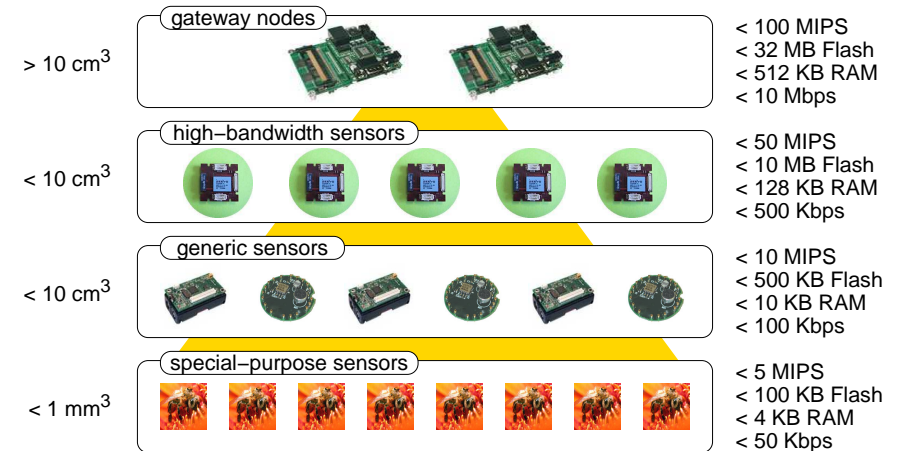 gateway nodes
> 10 cm³
< 100 MIPS
< 32 MB Flash
< 512 KB RAM
< 10 Mbps
high−bandwidth sensors
< 10 cm³
< 50 MIPS
< 10 MB Flash
< 128 KB RAM
< 500 Kbps
generic sensors
< 10 cm³
< 10 MIPS
< 500 KB Flash
< 10 KB RAM
< 100 Kbps
special−purpose sensors
< 1 mm³
< 5 MIPS
< 100 KB Flash
< 4 KB RAM
< 50 Kbps